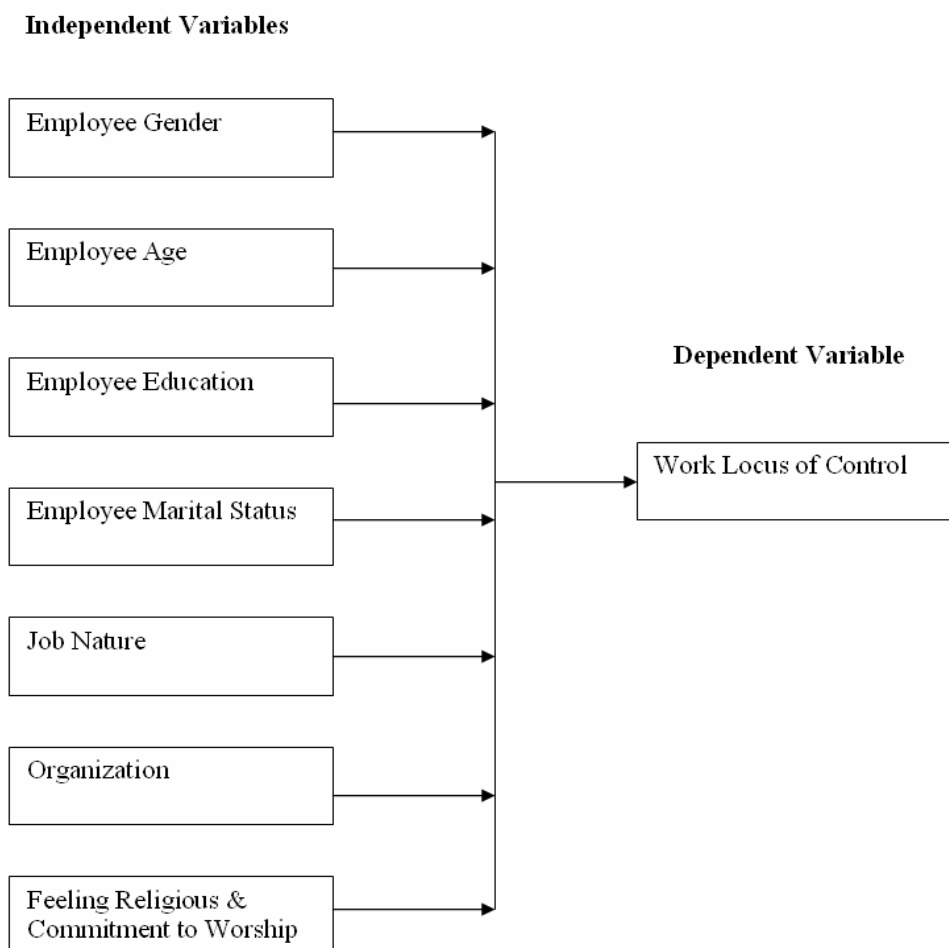 Independent Variables
Employee Gender
Employee Age
Employee Education
Employee Marital Status
Job Nature
Organization
Feeling Religious &
Commitment to Worship
Dependent Variable
Work Locus of Control